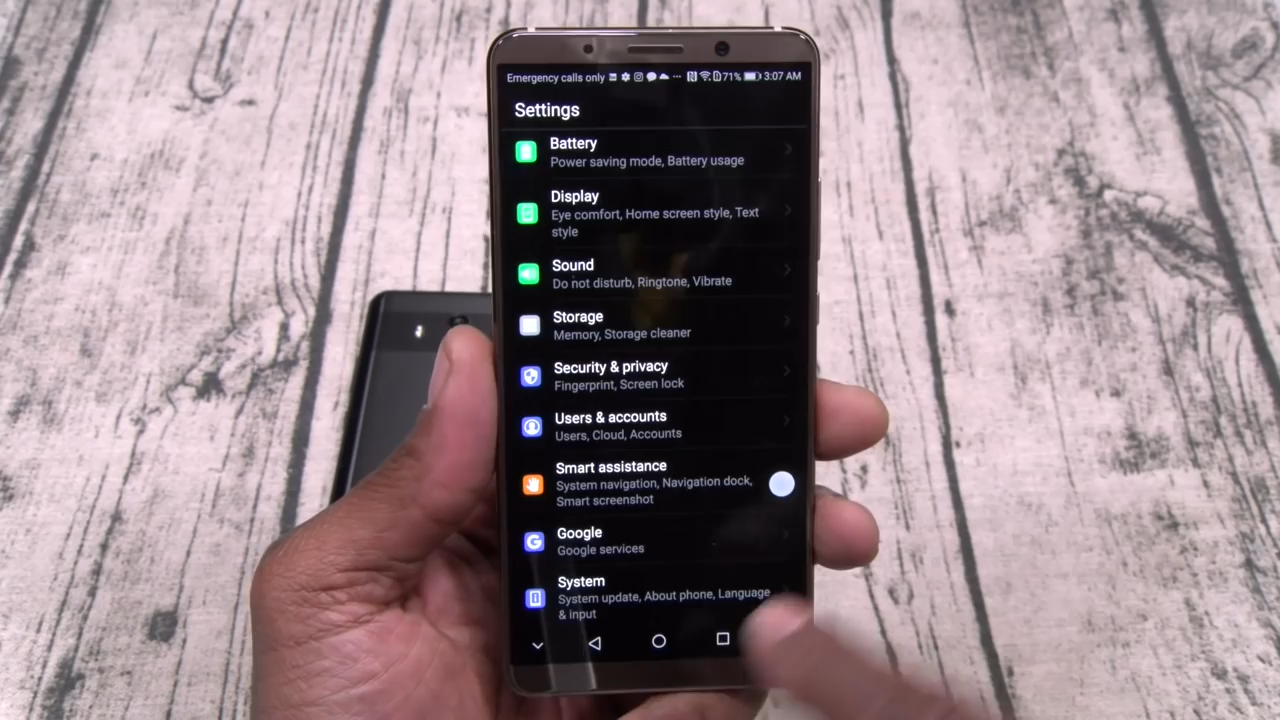 Emergency calls only ... 71% 3:07 AM
Settings
Battery
Power saving mode, Battery usage
Display
Eye comfort, Home screen style, Text
style
Sound
Do not disturb, Ringtone, Vibrate
Storage
Memory, Storage cleaner
Security & privacy
Fingerprint, Screen lock
Users & accounts
Users, Cloud, Accounts
Smart assistance
System navigation, Navigation dock,
Smart screenshot
Google
Google services
System
System update, About phone, Language
& input